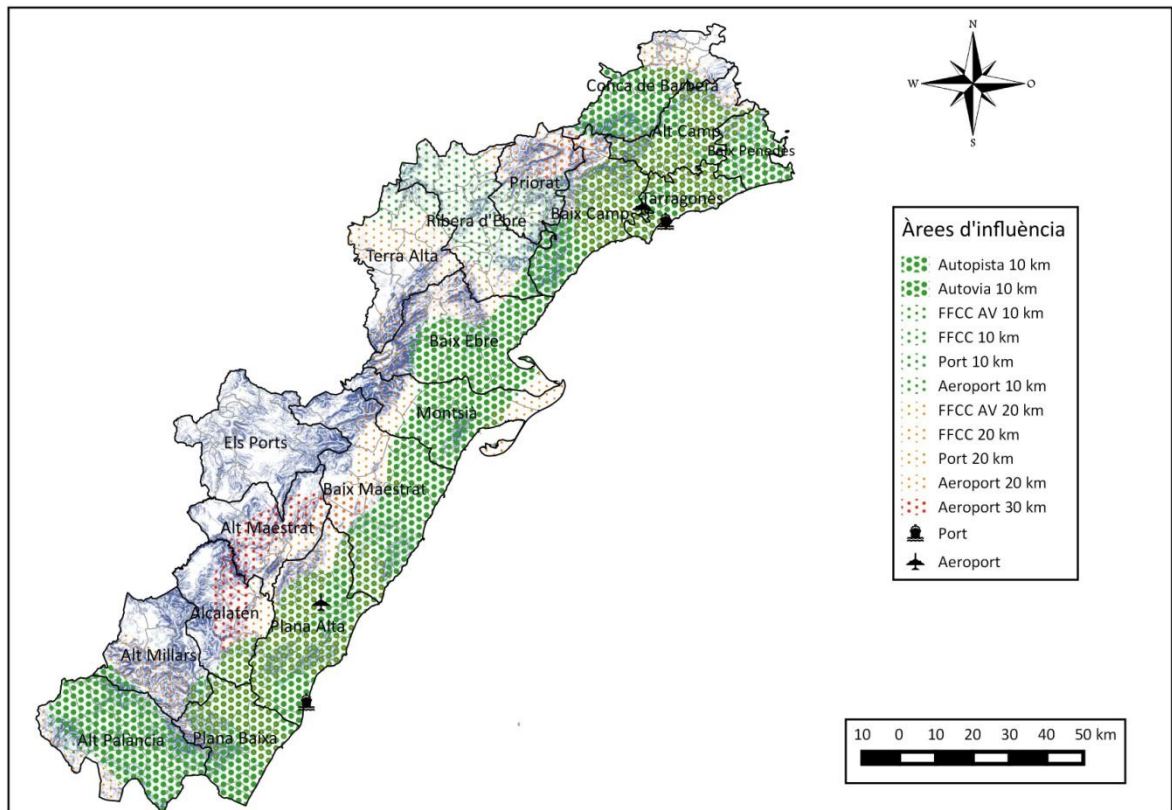 N
W
O
S
Conca de Barberà
Alt Camp
Baix Penadès
Priorat
Tarragonès
Baix Camp
Ribera d'Ebre
Terra Alta
Baix Ebre
Montsià
Els Ports
Baix Maestrat
Alt Maestrat
Alcalatén
Plana Alta
Alt Millars
Alt Palancia
Plana Baixa
Àrees d'influència
Autopista 10 km
Autovia 10 km
FFCC AV 10 km
FFCC 10 km
Port 10 km
Aeroport 10 km
FFCC AV 20 km
FFCC 20 km
Port 20 km
Aeroport 20 km
Aeroport 30 km
Port
Aeroport
10 0 10 20 30 40 50 km